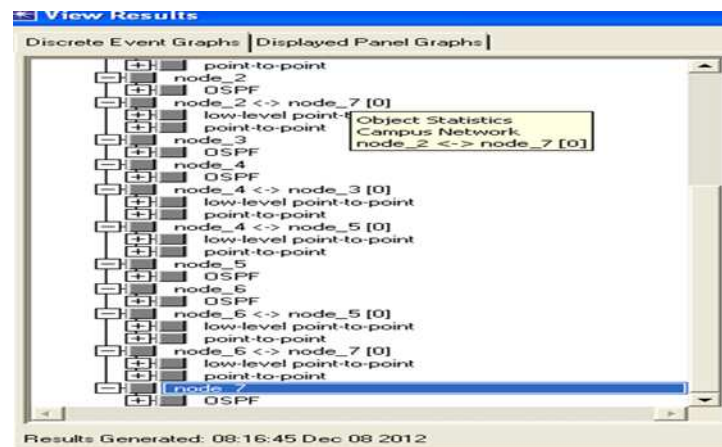 View Results
Discrete Event Graphs Displayed Panel Graphs
point-to-point
node_2
OSPF
node_2 <-> node_7 [0]
low-level point-t
point-to-point
Object Statistics
Campus Network
node_2 <-> node_7 [0]
node_3
OSPF
node_4
OSPF
node_4 <-> node_3 [0]
low-level point-to-point
point-to-point
node_4 <-> node_5 [0]
low-level point-to-point
point-to-point
node_5
OSPF
node_6
OSPF
node_6 <-> node_5 [0]
low-level point-to-point
point-to-point
node_6 <-> node_7 [0]
low-level point-to-point
point-to-point
node_7
OSPF
Results Generated: 08:16:45 Dec 08 2012